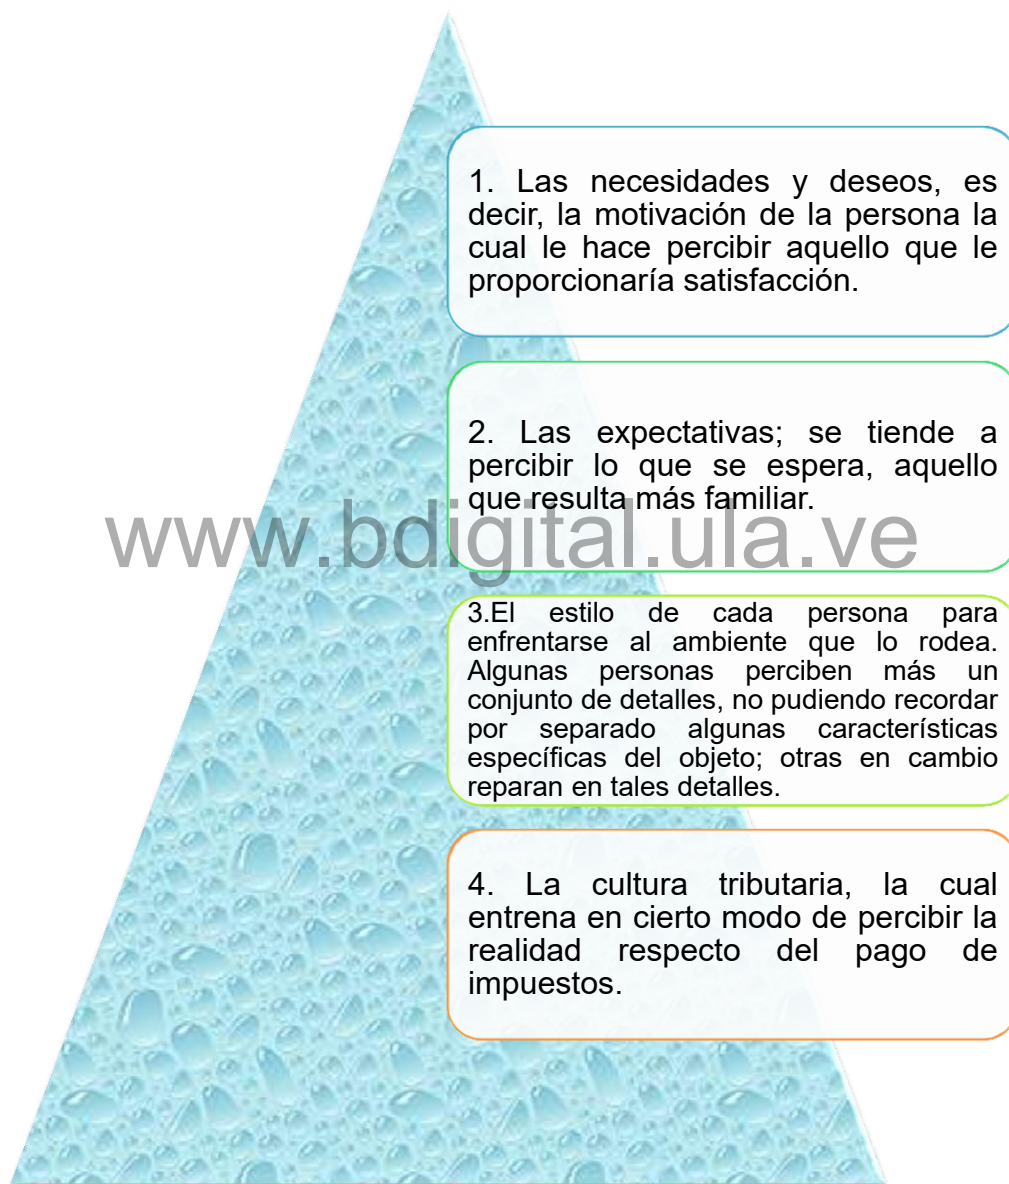 1. Las necesidades y deseos, es
decir, la motivación de la persona la
cual le hace percibir aquello que le
proporcionaría satisfacción.
2. Las expectativas; se tiende a
percibir lo que se espera, aquello
que resulta más familiar.
www.bdigital.ula.ve
3.El estilo de cada persona para
enfrentarse al ambiente que lo rodea.
Algunas personas perciben más un
conjunto de detalles, no pudiendo recordar
por separado algunas características
específicas del objeto; otras en cambio
reparan en tales detalles.
4. La cultura tributaria, la cual
entrena en cierto modo de percibir la
realidad respecto del pago de
impuestos.